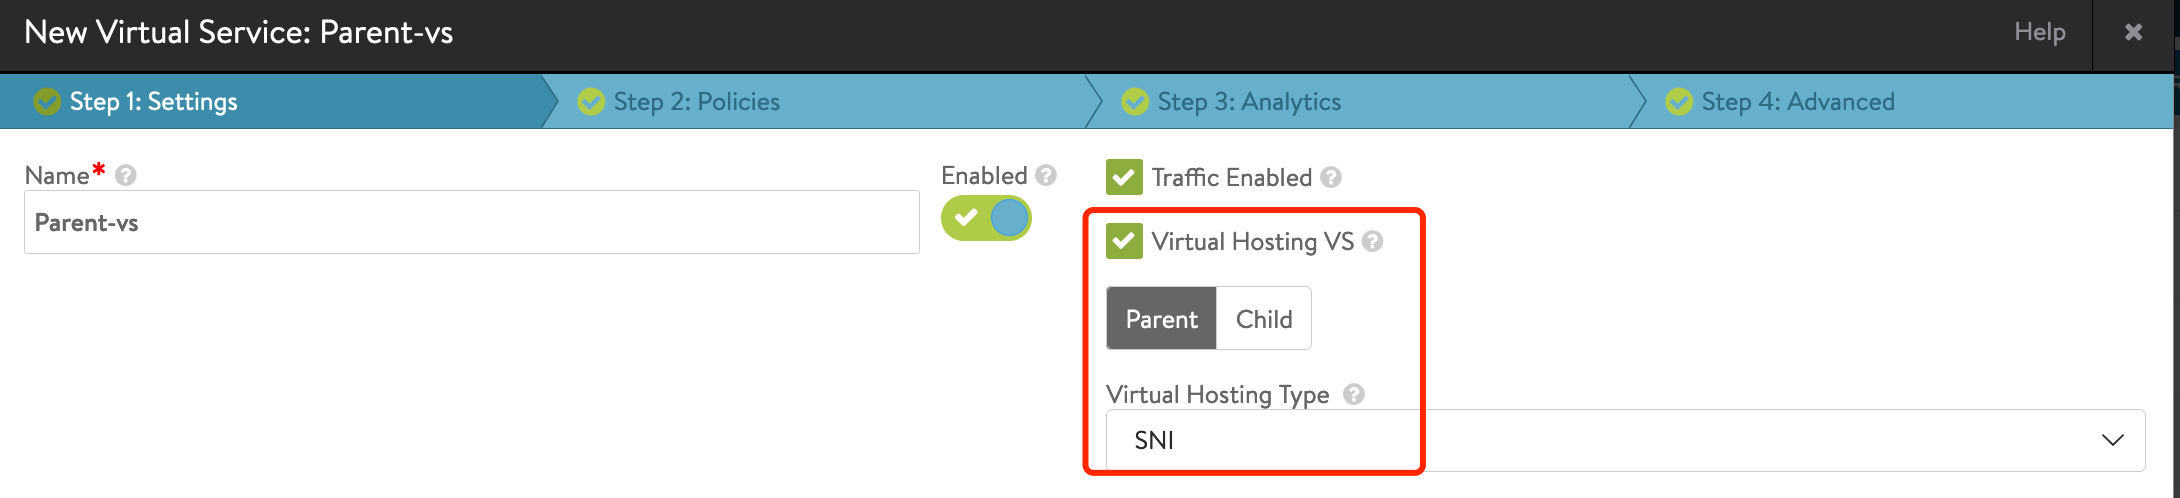 New Virtual Service: Parent-vs
Help
Step 1: Settings
Step 2: Policies
Step 3: Analytics
Step 4: Advanced
Name*
Enabled
Traffic Enabled
Parent-vs
Virtual Hosting VS
Parent
Child
Virtual Hosting Type
SNI